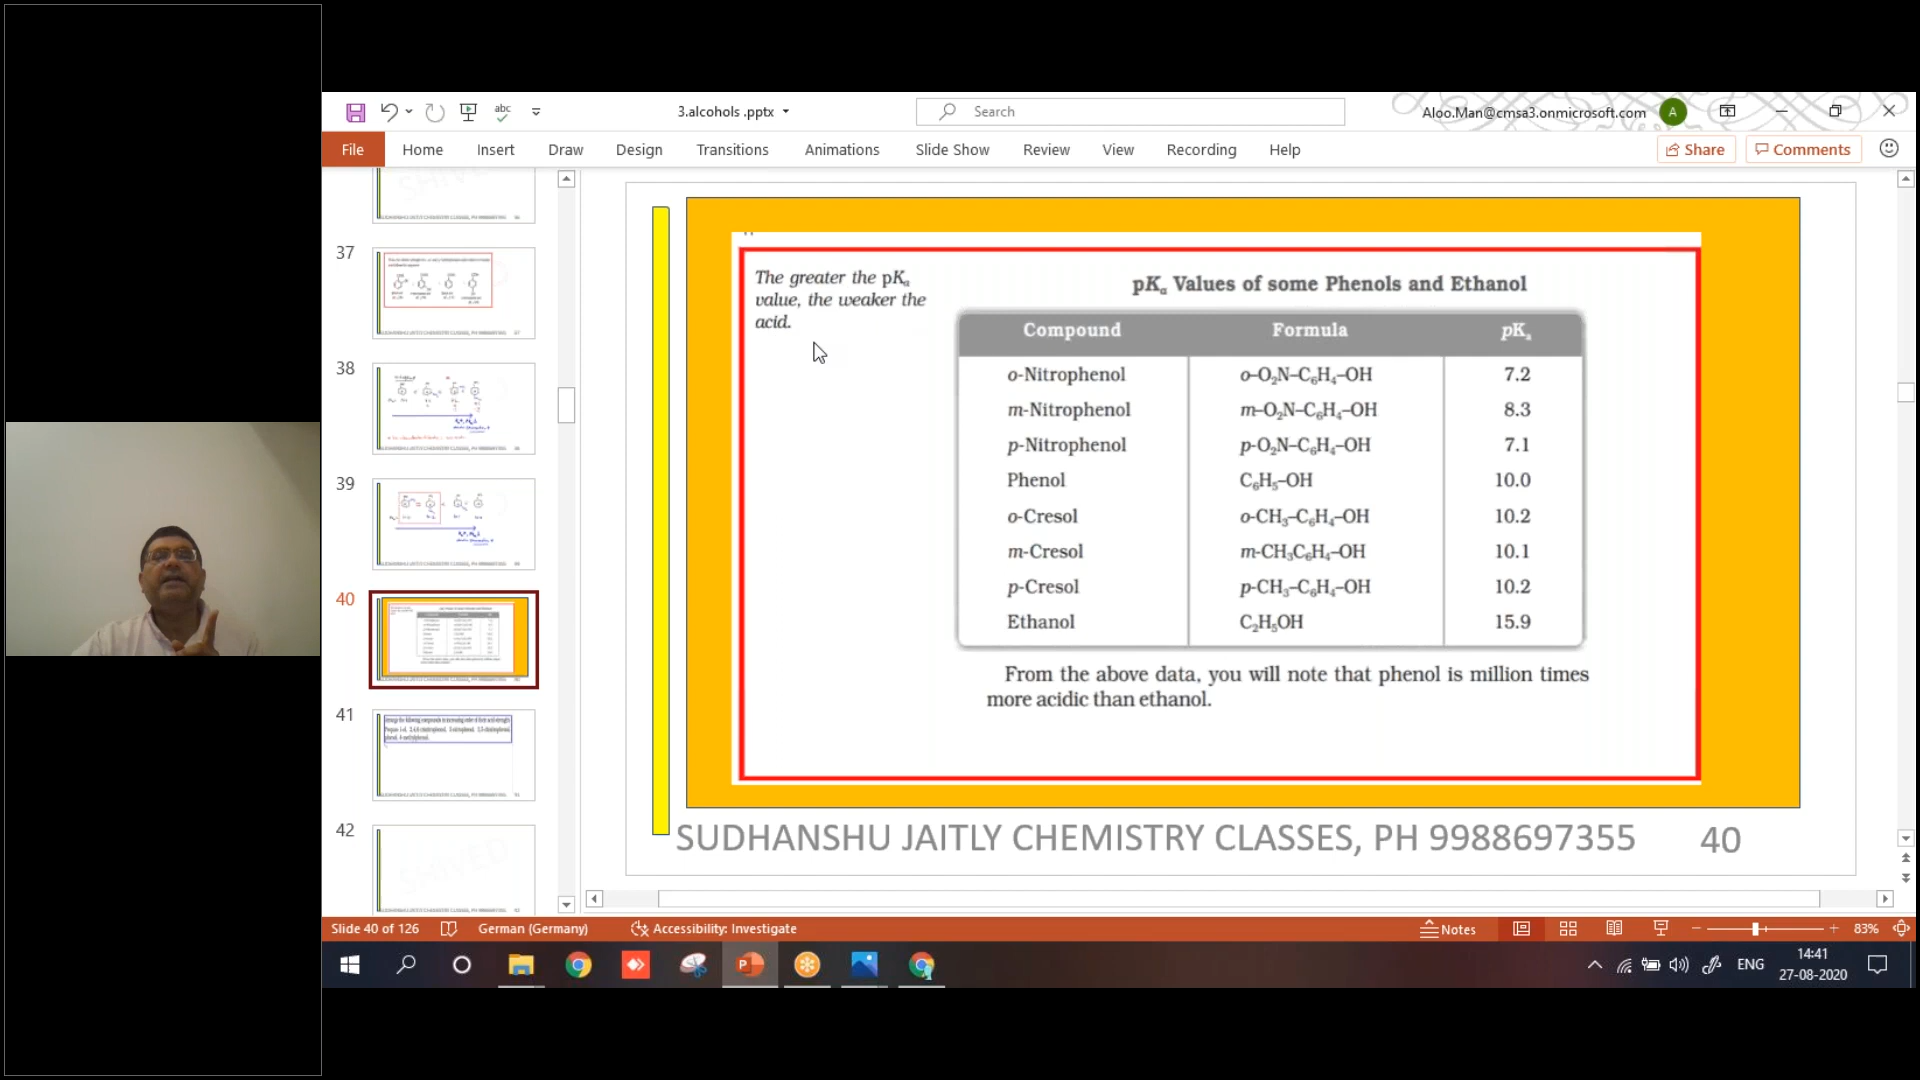 3.alcohols .pptx
Search
Aloo.Man@cmsa3.onmicrosoft.com
A
abc
File Home Insert Draw Design Transitions Animations Slide Show Review View Recording Help
Share Comments
37
38
39
40
41
42
The greater the pKa
value, the weaker the
acid.
pKa Values of some Phenols and Ethanol
Compound Formula pKa
o-Nitrophenol o–O2N–C6H4–OH 7.2
m-Nitrophenol m–O2N–C6H4–OH 8.3
p-Nitrophenol p-O2N–C6H4–OH 7.1
Phenol C6H5–OH 10.0
o-Cresol o-CH3–C6H4–OH 10.2
m-Cresol m-CH3C6H4–OH 10.1
p-Cresol p-CH3–C6H4–OH 10.2
Ethanol C2H5OH 15.9
From the above data, you will note that phenol is million times
more acidic than ethanol.
SUDHANSHU JAITLY CHEMISTRY CLASSES, PH 9988697355 40
Slide 40 of 126 German (Germany) Accessibility: Investigate Notes 83%
ENG
14:41
27-08-2020